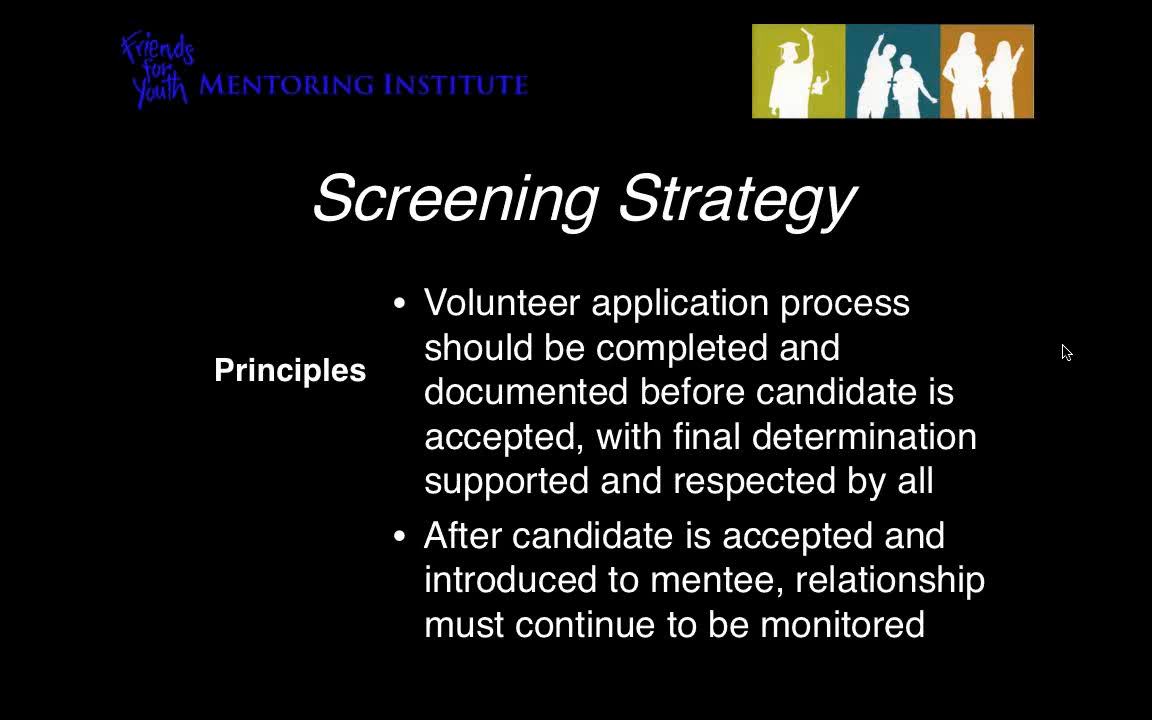 Friends
for
Youth MENTORING INSTITUTE
Screening Strategy
Principles
• Volunteer application process
should be completed and
documented before candidate is
accepted, with final determination
supported and respected by all
• After candidate is accepted and
introduced to mentee, relationship
must continue to be monitored